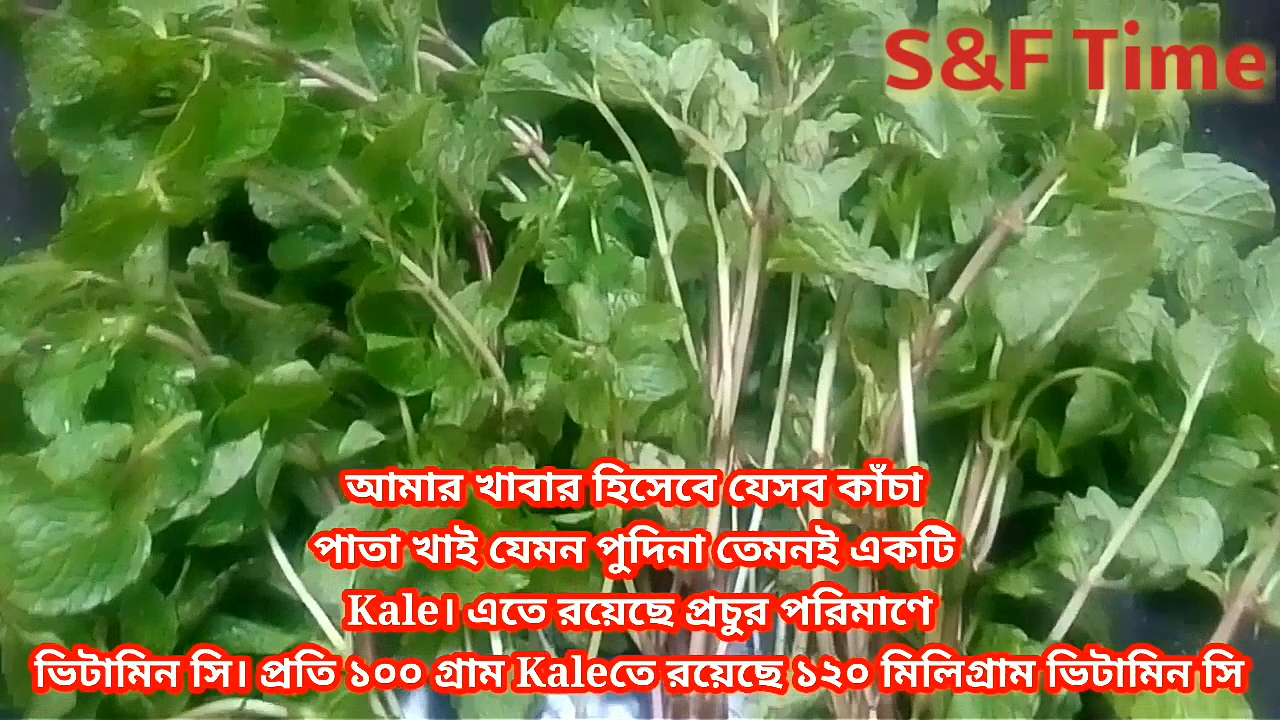 S&F Time
আমার খাবার হিসেবে যেসব কাঁচা
পাতা খাই যেমন পুদিনা তেমনই একটি
Kale। এতে রয়েছে প্রচুর পরিমাণে
ভিটামিন সি। প্রতি ১০০ গ্রাম Kaleতে রয়েছে ১২০ মিলিগ্রাম ভিটামিন সি